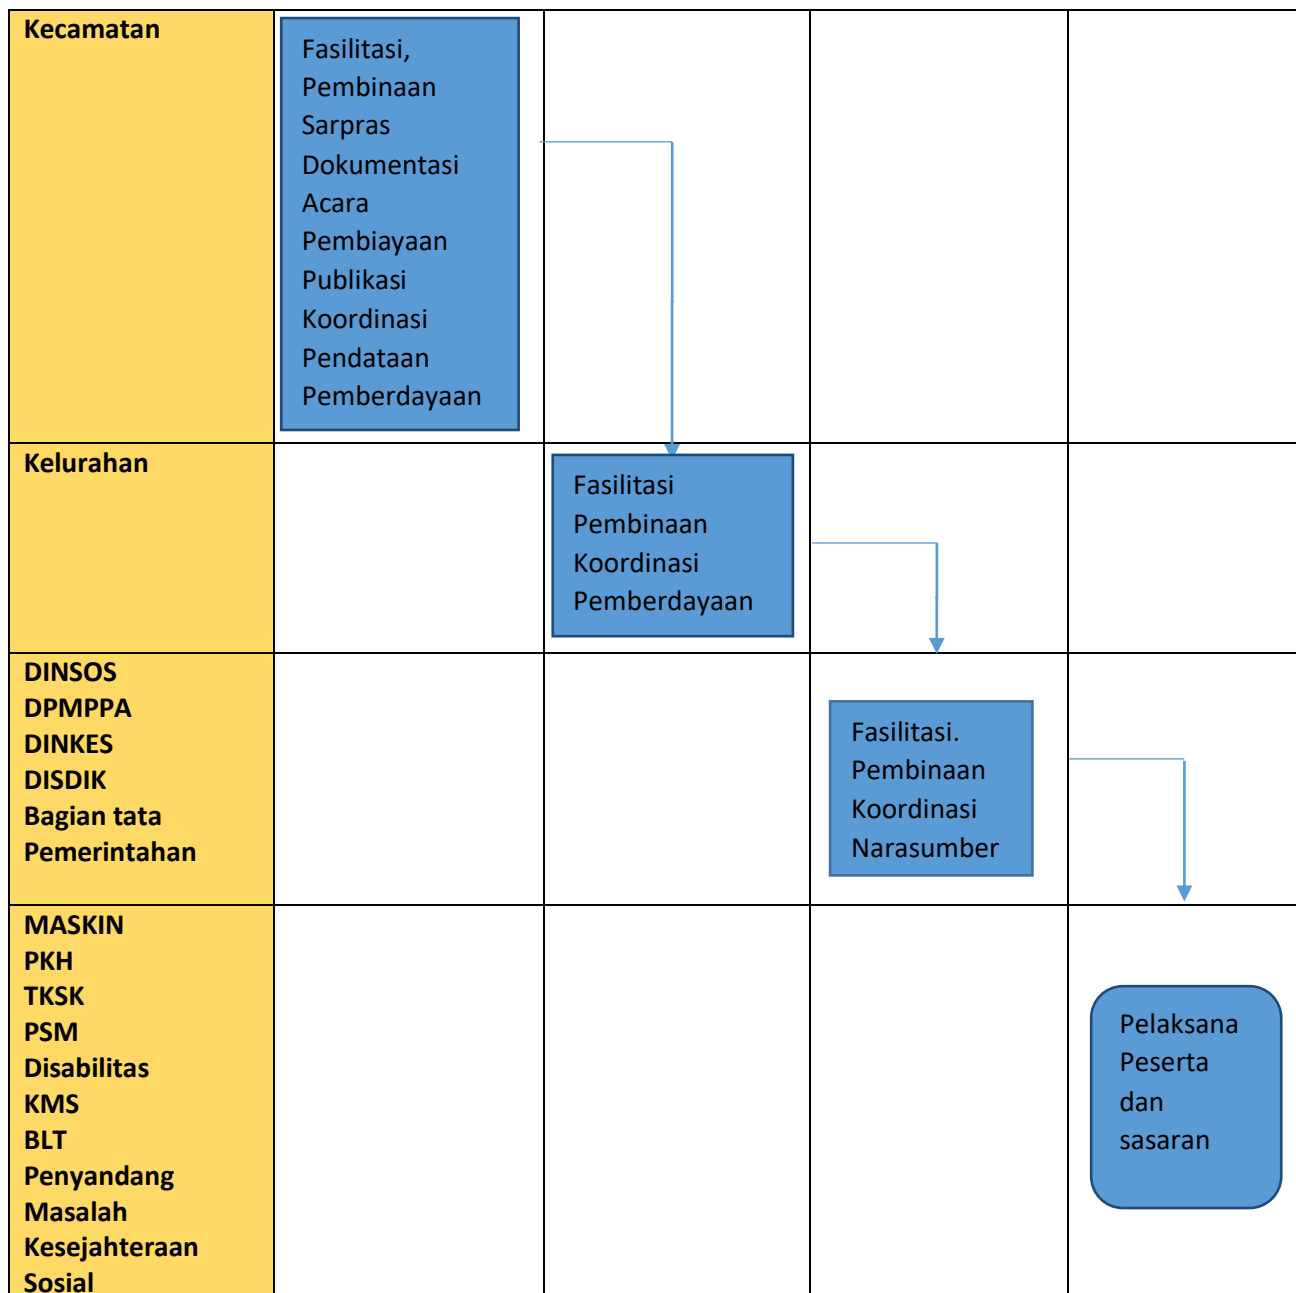 Kecamatan
Fasilitasi,
Pembinaan
Sarpras
Dokumentasi
Acara
Pembiayaan
Publikasi
Koordinasi
Pendataan
Pemberdayaan
Kelurahan
Fasilitasi
Pembinaan
Koordinasi
Pemberdayaan
DINSOS
DPMPPA
DINKES
DISDIK
Bagian tata
Pemerintahan
Fasilitasi.
Pembinaan
Koordinasi
Narasumber
MASKIN
PKH
TKSK
PSM
Disabilitas
KMS
BLT
Penyandang
Masalah
Kesejahteraan
Sosial
Pelaksana
Peserta
dan
sasaran